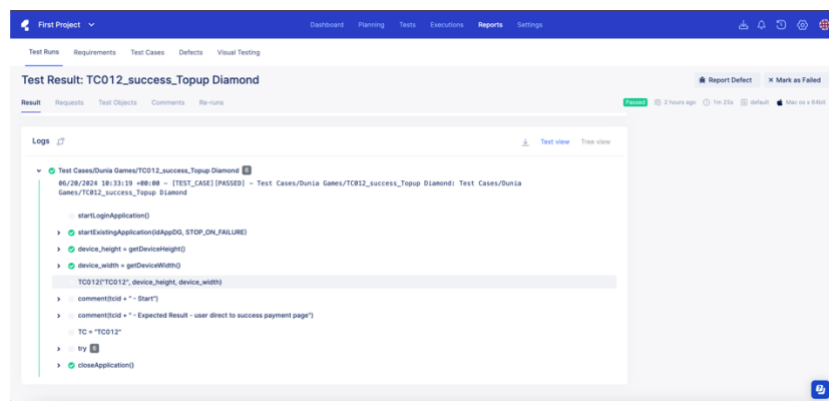 First Project Dashboard Planning Tests Executions Reports Settings
Test Runs Requirements Test Cases Defects Visual Testing
Test Result: TC012_success_Topup Diamond Report Defect × Mark as Failed
Result Requests Test Objects Comments Re-runs Passed 2 hours ago 1m 25s default Mac os x 64bit
Logs Text view Tree view
Test Cases/Dunia Games/TC012_success_Topup Diamond 6
06/20/2024 10:33:19 +00:00 - [TEST_CASE][PASSED] - Test Cases/Dunia Games/TC012_success_Topup Diamond: Test Cases/Dunia
Games/TC012_success_Topup Diamond
startLoginApplication()
startExistingApplication(idAppDG, STOP_ON_FAILURE)
device_height = getDeviceHeight()
device_width = getDeviceWidth()
TC012("TC012", device_height, device_width)
comment(tcid + " - Start")
comment(tcid + " - Expected Result - user direct to success payment page")
TC = "TC012"
try 6
closeApplication()